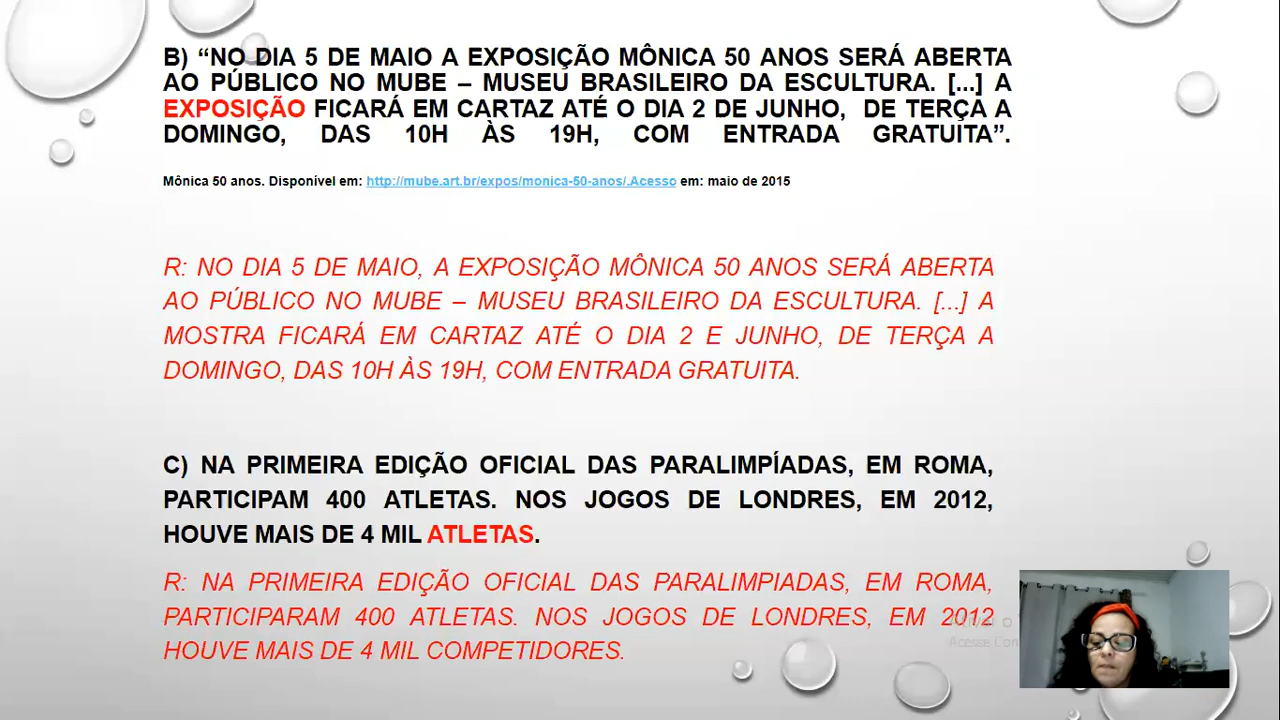 B) “NO DIA 5 DE MAIO A EXPOSIÇÃO MÔNICA 50 ANOS SERÁ ABERTA
AO PÚBLICO NO MUBE – MUSEU BRASILEIRO DA ESCULTURA. [...] A
EXPOSIÇÃO FICARÁ EM CARTAZ ATÉ O DIA 2 DE JUNHO, DE TERÇA A
DOMINGO, DAS 10H ÀS 19H, COM ENTRADA GRATUITA”.
Mônica 50 anos. Disponível em: http://mube.art.br/expos/monica-50-anos/.Acesso em: maio de 2015
R: NO DIA 5 DE MAIO, A EXPOSIÇÃO MÔNICA 50 ANOS SERÁ ABERTA
AO PÚBLICO NO MUBE – MUSEU BRASILEIRO DA ESCULTURA. [...] A
MOSTRA FICARÁ EM CARTAZ ATÉ O DIA 2 E JUNHO, DE TERÇA A
DOMINGO, DAS 10H ÀS 19H, COM ENTRADA GRATUITA.
C) NA PRIMEIRA EDIÇÃO OFICIAL DAS PARALIMPÍADAS, EM ROMA,
PARTICIPAM 400 ATLETAS. NOS JOGOS DE LONDRES, EM 2012,
HOUVE MAIS DE 4 MIL ATLETAS.
R: NA PRIMEIRA EDIÇÃO OFICIAL DAS PARALIMPIADAS, EM ROMA,
PARTICIPARAM 400 ATLETAS. NOS JOGOS DE LONDRES, EM 2012
HOUVE MAIS DE 4 MIL COMPETIDORES.
Acesse Con